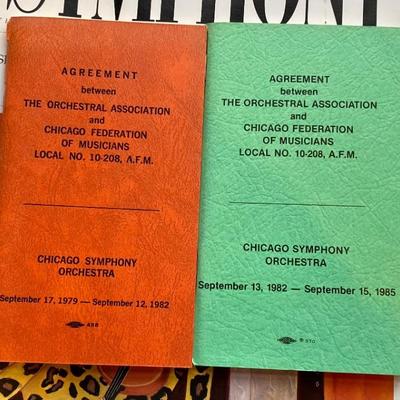 SYMPHONY
AGREEMENT
between
THE ORCHESTRAL ASSOCIATION
and
CHICAGO FEDERATION
OF MUSICIANS
LOCAL NO. 10-208, A.F.M.
CHICAGO SYMPHONY
ORCHESTRA
September 17, 1979 — September 12, 1982
AGREEMENT
between
THE ORCHESTRAL ASSOCIATION
and
CHICAGO FEDERATION
OF MUSICIANS
LOCAL NO. 10-208, A.F.M.
CHICAGO SYMPHONY
ORCHESTRA
September 13, 1982 — September 15, 1985